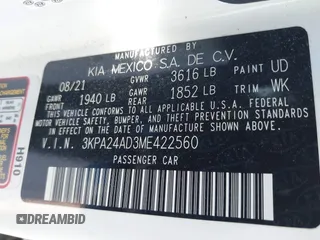 MANUFACTURED BY
KIA MEXICO S.A. DE C.V.
08/21 GVWR 3616 LB PAINT UD
GAWR 1940 LB GAWR 1852 LB TRIM WK
THIS VEHICLE CONFORMS TO ALL APPLICABLE U.S.A. FEDERAL
MOTOR VEHICLE SAFETY, BUMPER, AND THEFT PREVENTION STANDARDS
IN EFFECT ON THE DATE OF MANUFACTURE SHOWN ABOVE.
V.I.N. 3KPA24AD3ME422560
PASSENGER CAR
H910
DREAMBID